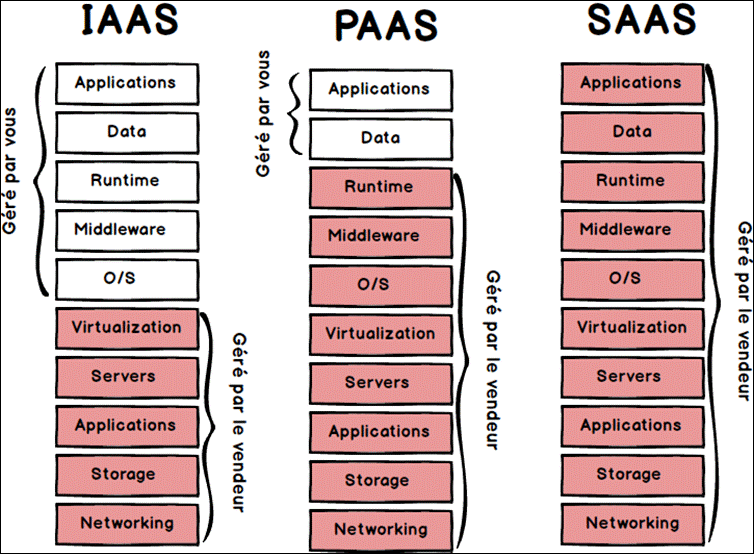 IAAS
Géré par vous
Applications
Data
Runtime
Middleware
O/S
Virtualization
Servers
Applications
Storage
Networking
Géré par le vendeur
PAAS
Géré par vous
Applications
Data
Runtime
Middleware
O/S
Virtualization
Servers
Applications
Storage
Networking
Géré par le vendeur
SAAS
Applications
Data
Runtime
Middleware
O/S
Virtualization
Servers
Applications
Storage
Networking
Géré par le vendeur